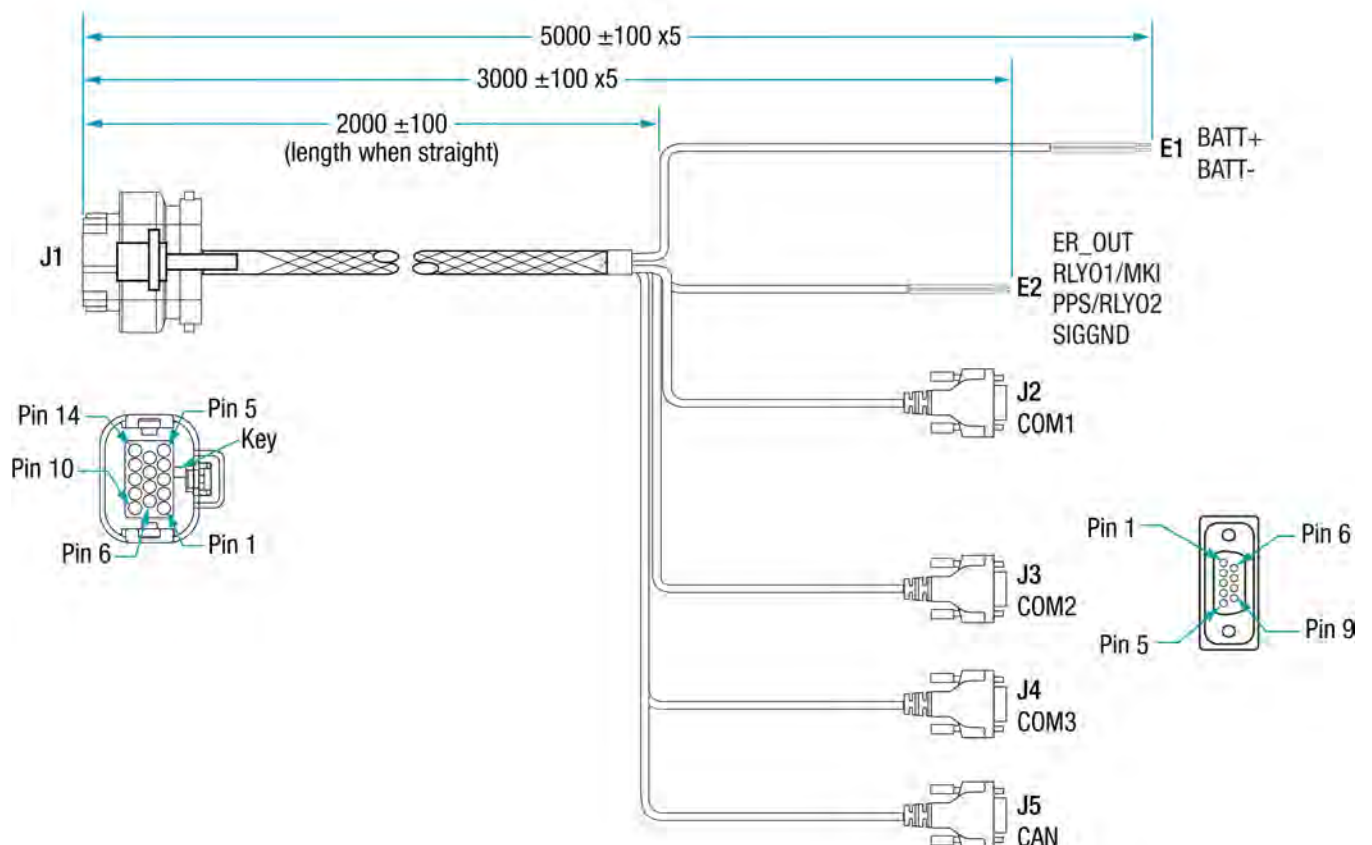 5000 ±100 x5
3000 ±100 x5
2000 ±100
(length when straight)
E1
BATT+
BATT-
J1
E2
ER_OUT
RLYO1/MKI
PPS/RLYO2
SIGGND
J2
COM1
Pin 14
Pin 5
Key
Pin 10
Pin 6
Pin 1
J3
COM2
Pin 1
Pin 6
Pin 5
Pin 9
J4
COM3
J5
CAN